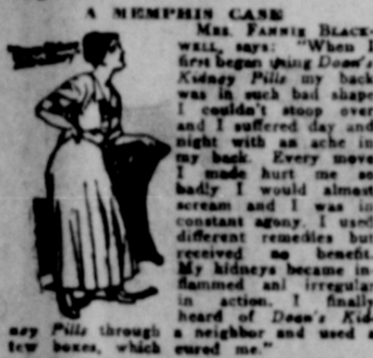 A MEMPHIS CASE
Mrs. Fannie Black-
well, says: "When I
first began using Doan's
Kidney Pills my back
was in such bad shape
I couldn't stoop over
and I suffered day and
night with an ache in
my back. Every move
I made hurt me so
badly I would almost
scream and I was in
constant agony. I used
different remedies but
received no benefit.
My kidneys became in-
flammed anl irregular
in action. I finally
heard of Doan's Kid-
ney Pills through a neighbor and used a
few boxes, which cured me."